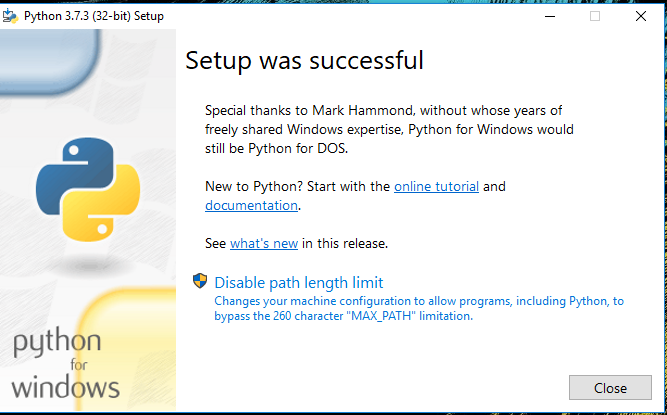 Python 3.7.3 (32-bit) Setup
Setup was successful
Special thanks to Mark Hammond, without whose years of
freely shared Windows expertise, Python for Windows would
still be Python for DOS.
New to Python? Start with the online tutorial and
documentation.
See what's new in this release.
Disable path length limit
Changes your machine configuration to allow programs, including Python, to
bypass the 260 character "MAX_PATH" limitation.
python
for
windows
Close